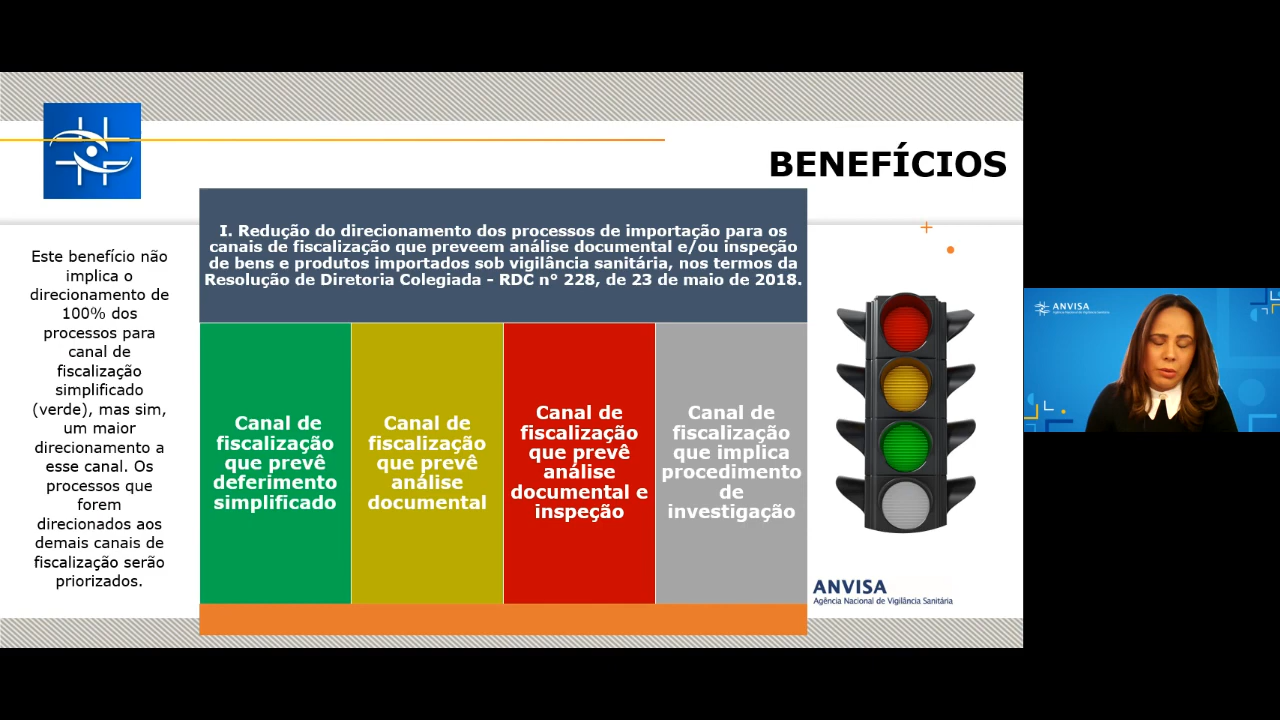 BENEFÍCIOS
I. Redução do direcionamento dos processos de importação para os
canais de fiscalização que preveem análise documental e/ou inspeção
de bens e produtos importados sob vigilância sanitária, nos termos da
Resolução de Diretoria Colegiada - RDC nº 228, de 23 de maio de 2018.
Este benefício não
implica o
direcionamento de
100% dos
processos para
canal de
fiscalização
simplificado
(verde), mas sim,
um maior
direcionamento a
esse canal. Os
processos que
forem
direcionados aos
demais canais de
fiscalização serão
priorizados.
Canal de
fiscalização
que prevê
deferimento
simplificado
Canal de
fiscalização
que prevê
análise
documental
Canal de
fiscalização
que prevê
análise
documental e
inspeção
Canal de
fiscalização
que implica
procedimento
de
investigação
ANVISA
Agência Nacional de Vigilância Sanitária
ANVISA
Agência Nacional de Vigilância Sanitária